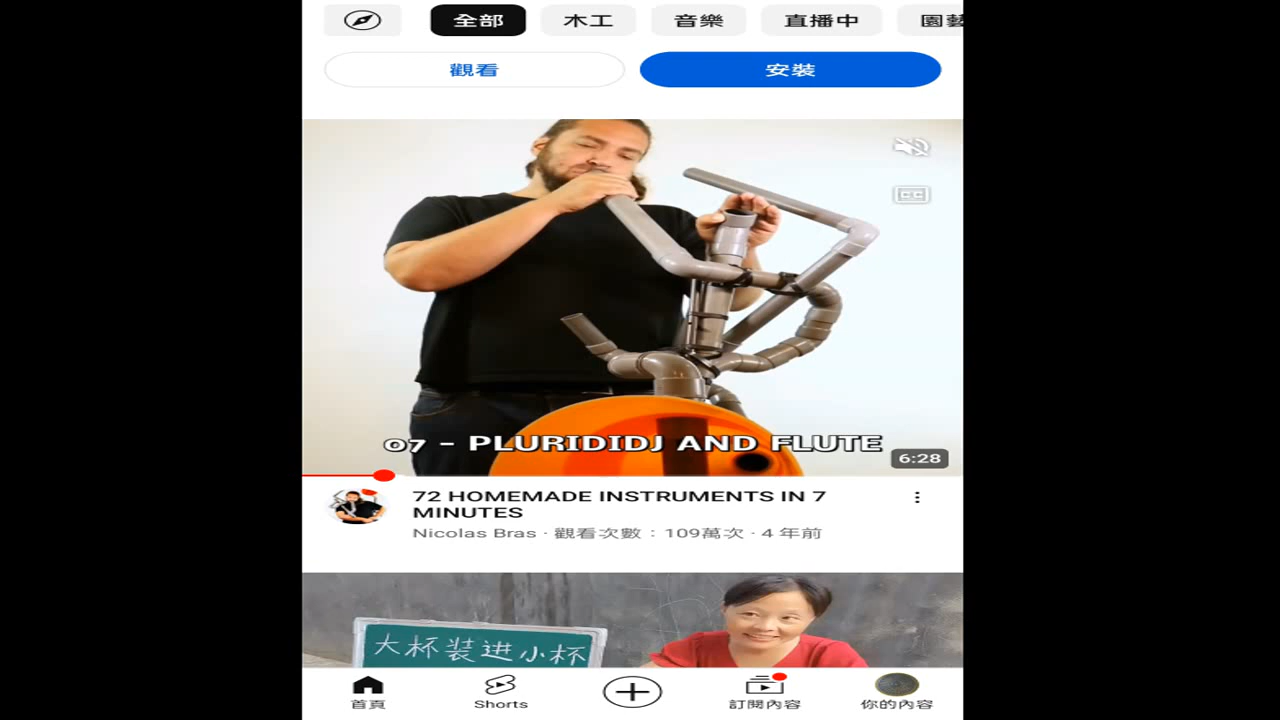 全部
木工
音樂
直播中
園藝
觀看
安裝
CC
07 - PLURIDIDJ AND FLUTE
6:28
72 HOMEMADE INSTRUMENTS IN 7
MINUTES
Nicolas Bras · 觀看次數：109萬次 · 4 年前
大杯装进小杯
首頁
Shorts
訂閱內容
你的內容